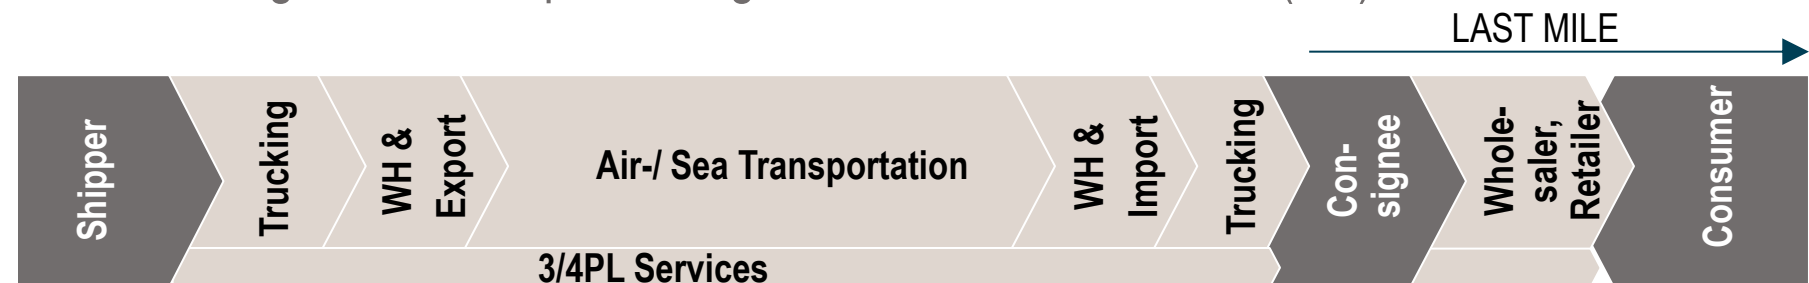 LAST MILE
Shipper
Trucking
WH &
Export
Air-/ Sea Transportation
WH &
Import
Trucking
Con-
signee
Whole-
saler,
Retailer
Consumer
3/4PL Services